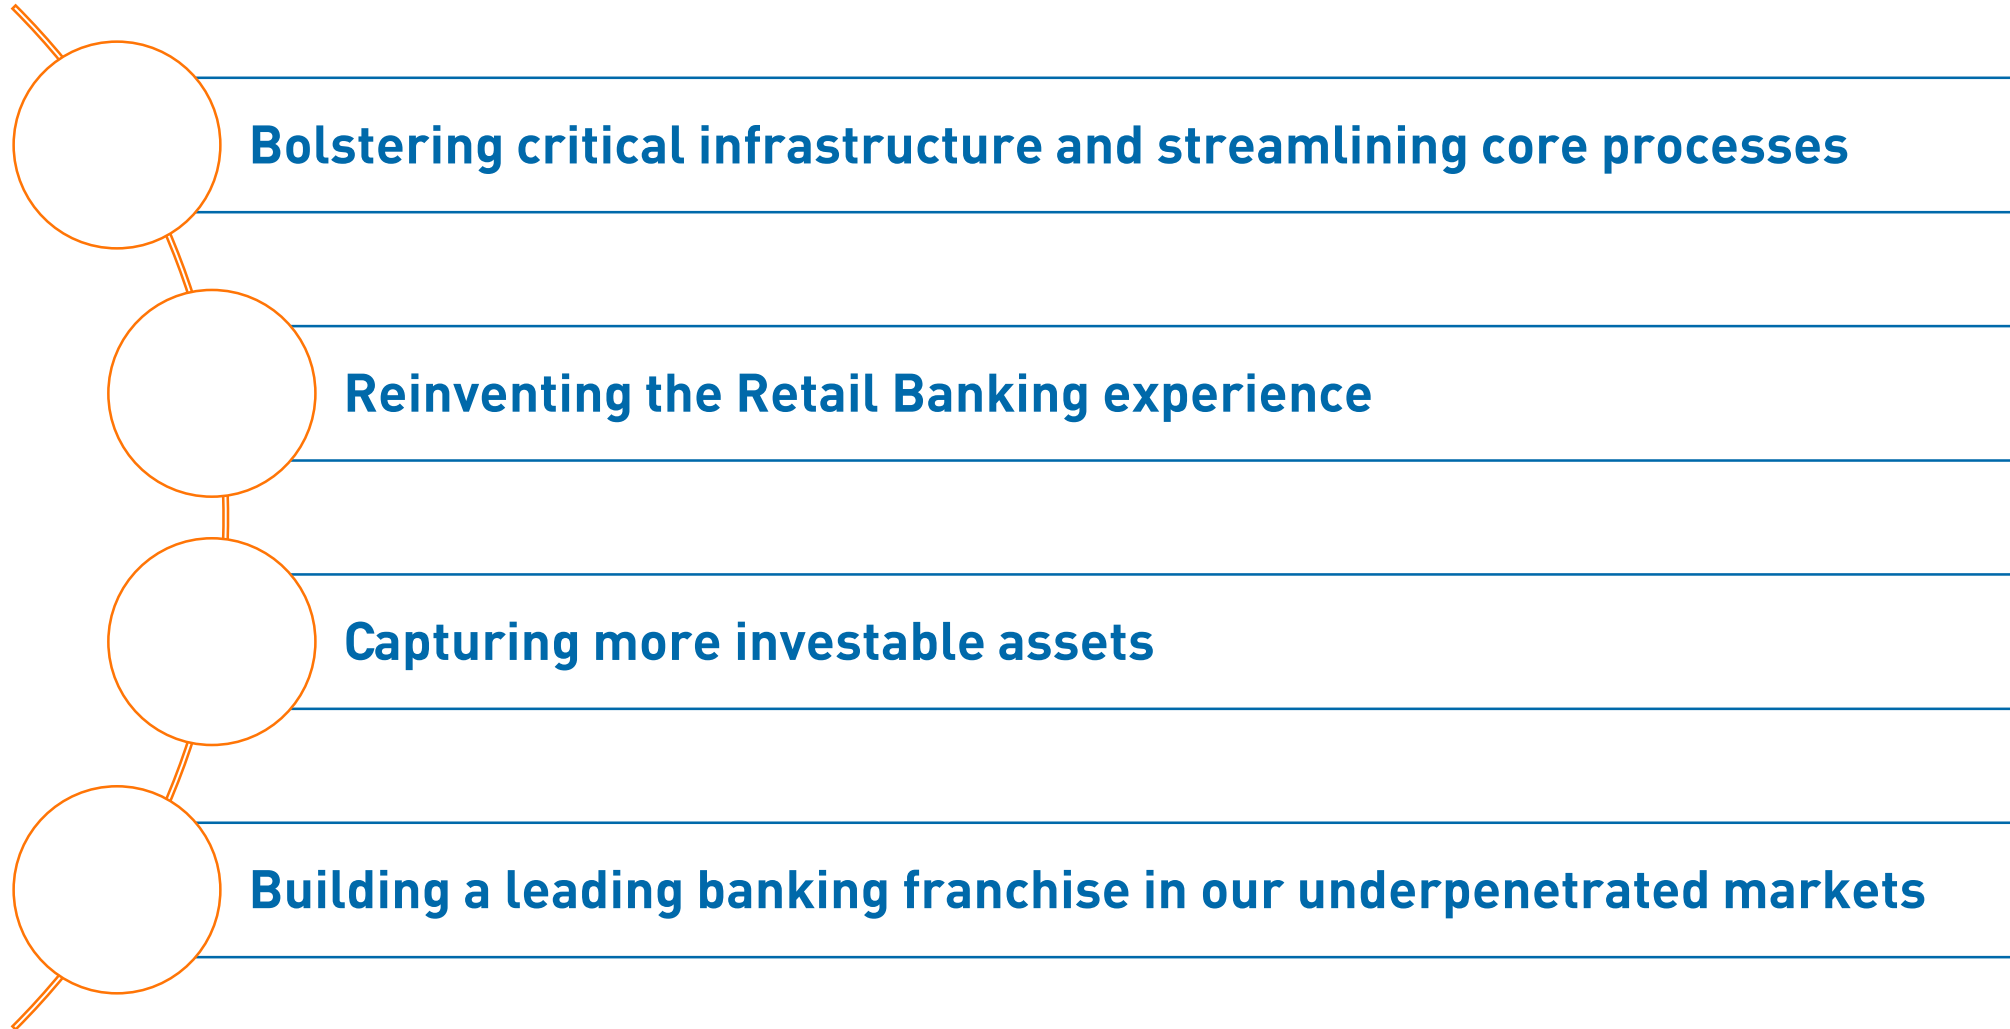 Bolstering critical infrastructure and streamlining core processes
Reinventing the Retail Banking experience
Capturing more investable assets
Building a leading banking franchise in our underpenetrated markets